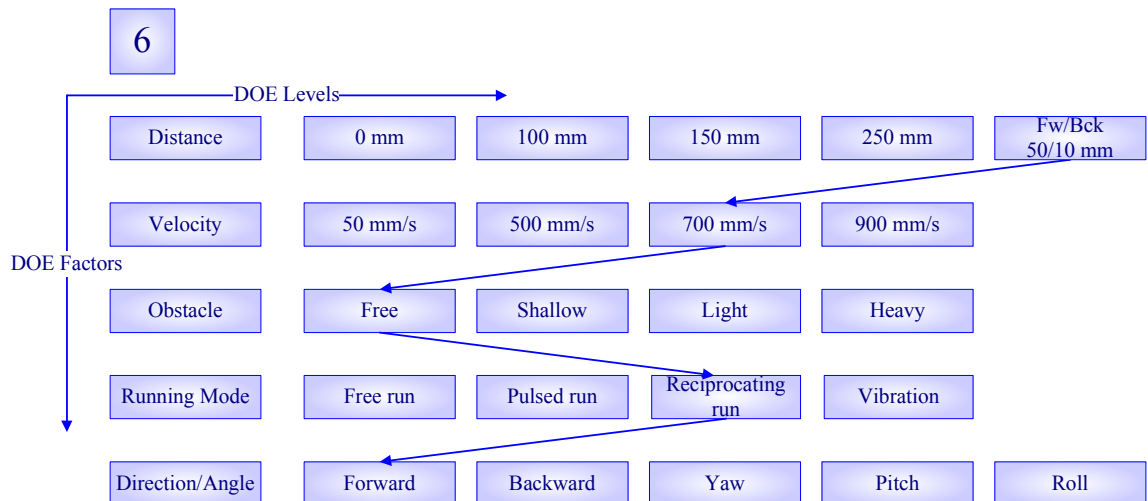 6
DOE Levels
Distance
0 mm
100 mm
150 mm
250 mm
Fw/Bck
50/10 mm
Velocity
50 mm/s
500 mm/s
700 mm/s
900 mm/s
DOE Factors
Obstacle
Free
Shallow
Light
Heavy
Running Mode
Free run
Pulsed run
Reciprocating
run
Vibration
Direction/Angle
Forward
Backward
Yaw
Pitch
Roll